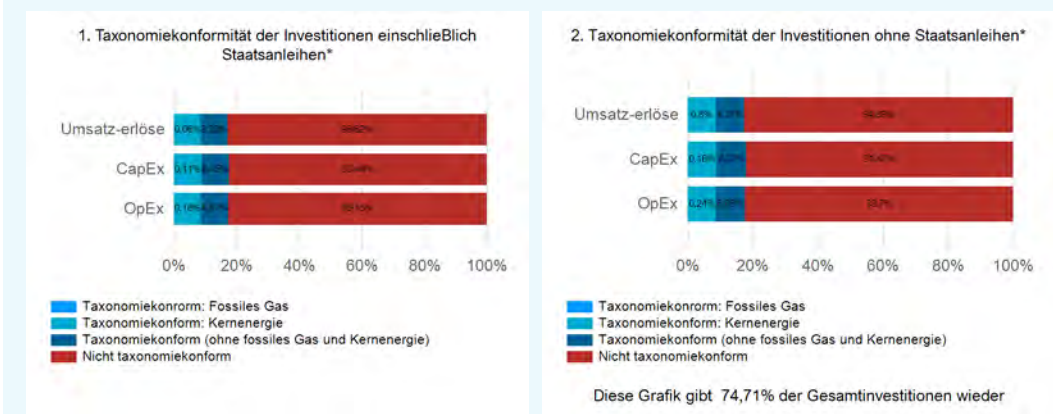 1. Taxonomiekonformität der Investitionen einschließlich
Staatsanleihen*
Umsatz-erlöse
CapEx
OpEx
0% 20% 40% 60% 80% 100%
Taxonomiekonrorm: Fossiles Gas
Taxonomiekonform: Kernenergie
Taxonomiekonform (ohne fossiles Gas und Kernenergie)
Nicht taxonomiekonform
2. Taxonomiekonformität der Investitionen ohne Staatsanleihen*
Umsatz-erlöse
CapEx
OpEx
0% 20% 40% 60% 80% 100%
Taxonomiekonrorm: Fossiles Gas
Taxonomiekonform: Kernenergie
Taxonomiekonform (ohne fossiles Gas und Kernenergie)
Nicht taxonomiekonform
Diese Grafik gibt 74,71% der Gesamtinvestitionen wieder